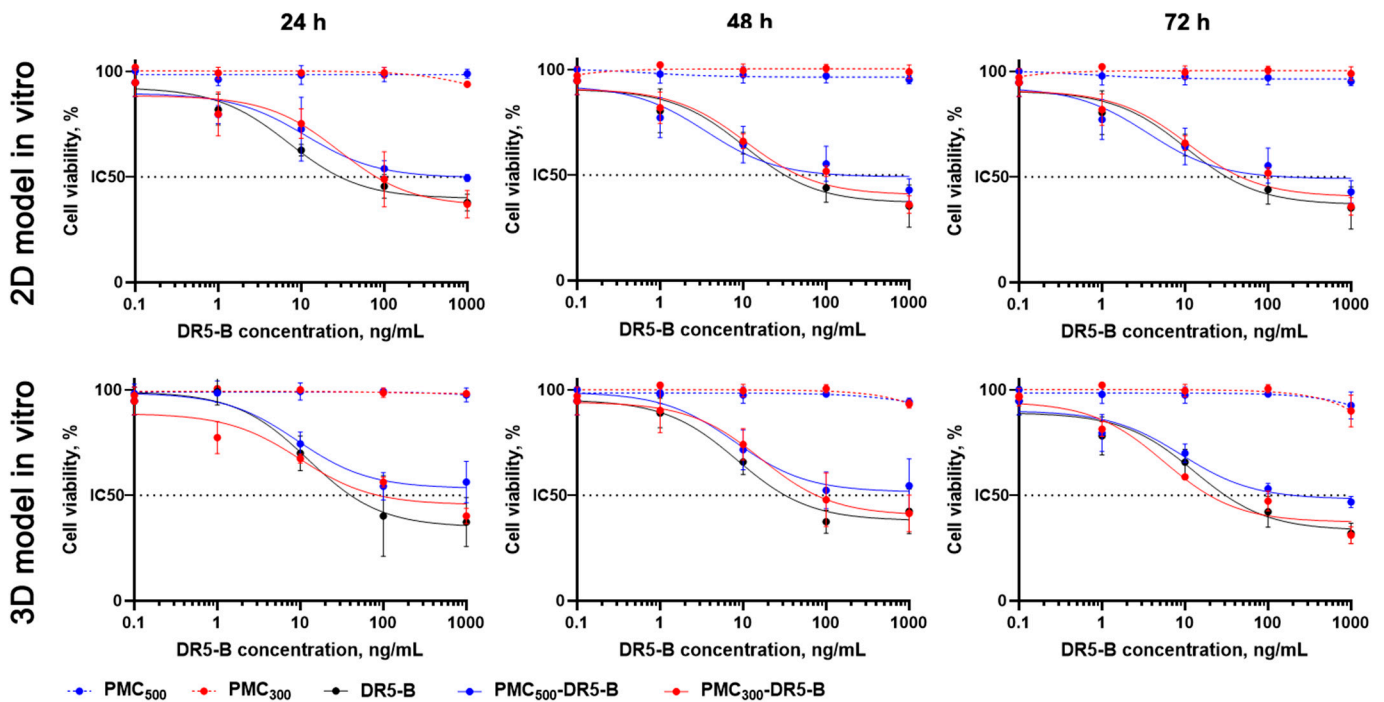 24 h 48 h 72 h
2D model in vitro
Cell viability, % 100 IC50 0 0.1 1 10 100 1000 DR5-B concentration, ng/mL
Cell viability, % 100 IC50 0 0.1 1 10 100 1000 DR5-B concentration, ng/mL
Cell viability, % 100 IC50 0 0.1 1 10 100 1000 DR5-B concentration, ng/mL
3D model in vitro
Cell viability, % 100 IC50 0 0.1 1 10 100 1000 DR5-B concentration, ng/mL
Cell viability, % 100 IC50 0 0.1 1 10 100 1000 DR5-B concentration, ng/mL
Cell viability, % 100 IC50 0 0.1 1 10 100 1000 DR5-B concentration, ng/mL
PMC500 PMC300 DR5-B PMC500-DR5-B PMC300-DR5-B